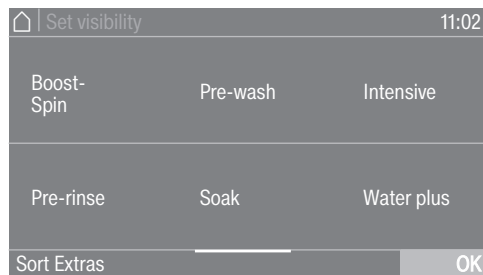 Set visibility 11:02
Boost-
Spin
Pre-wash Intensive
Pre-rinse Soak Water plus
Sort Extras OK